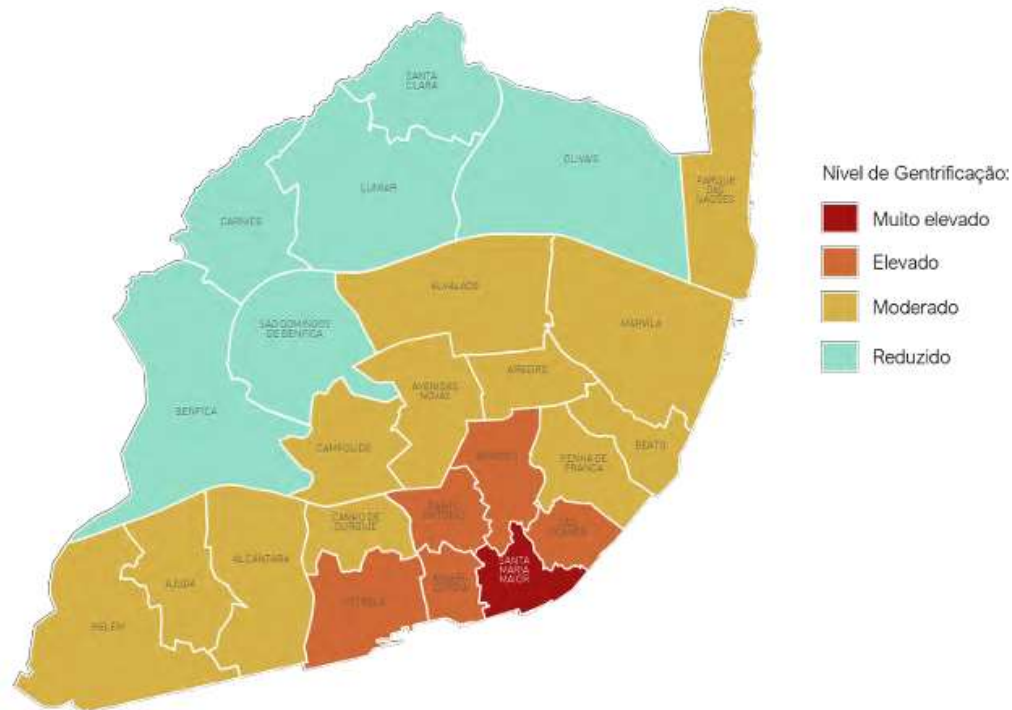 SANTA
CLARA
LUMIAR
OLIVAIS
CARNIDE
PARQUE
DAS
NAÇÕES
ALVALADE
MARVILA
SÃO DOMINGOS
DE BENFICA
BENFICA
AVENIDAS
NOVAS
AREEIRO
CAMPOLIDE
ARROIOS
PENHA DE
FRANÇA
BEATO
SANTO
ANTÓNIO
CAMPO DE
OURIQUE
SÃO
VICENTE
ALCÂNTARA
AJUDA
BELÉM
ESTRELA
SANTA
MARIA
MAIOR
Nível de Gentrificação:
Muito elevado
Elevado
Moderado
Reduzido